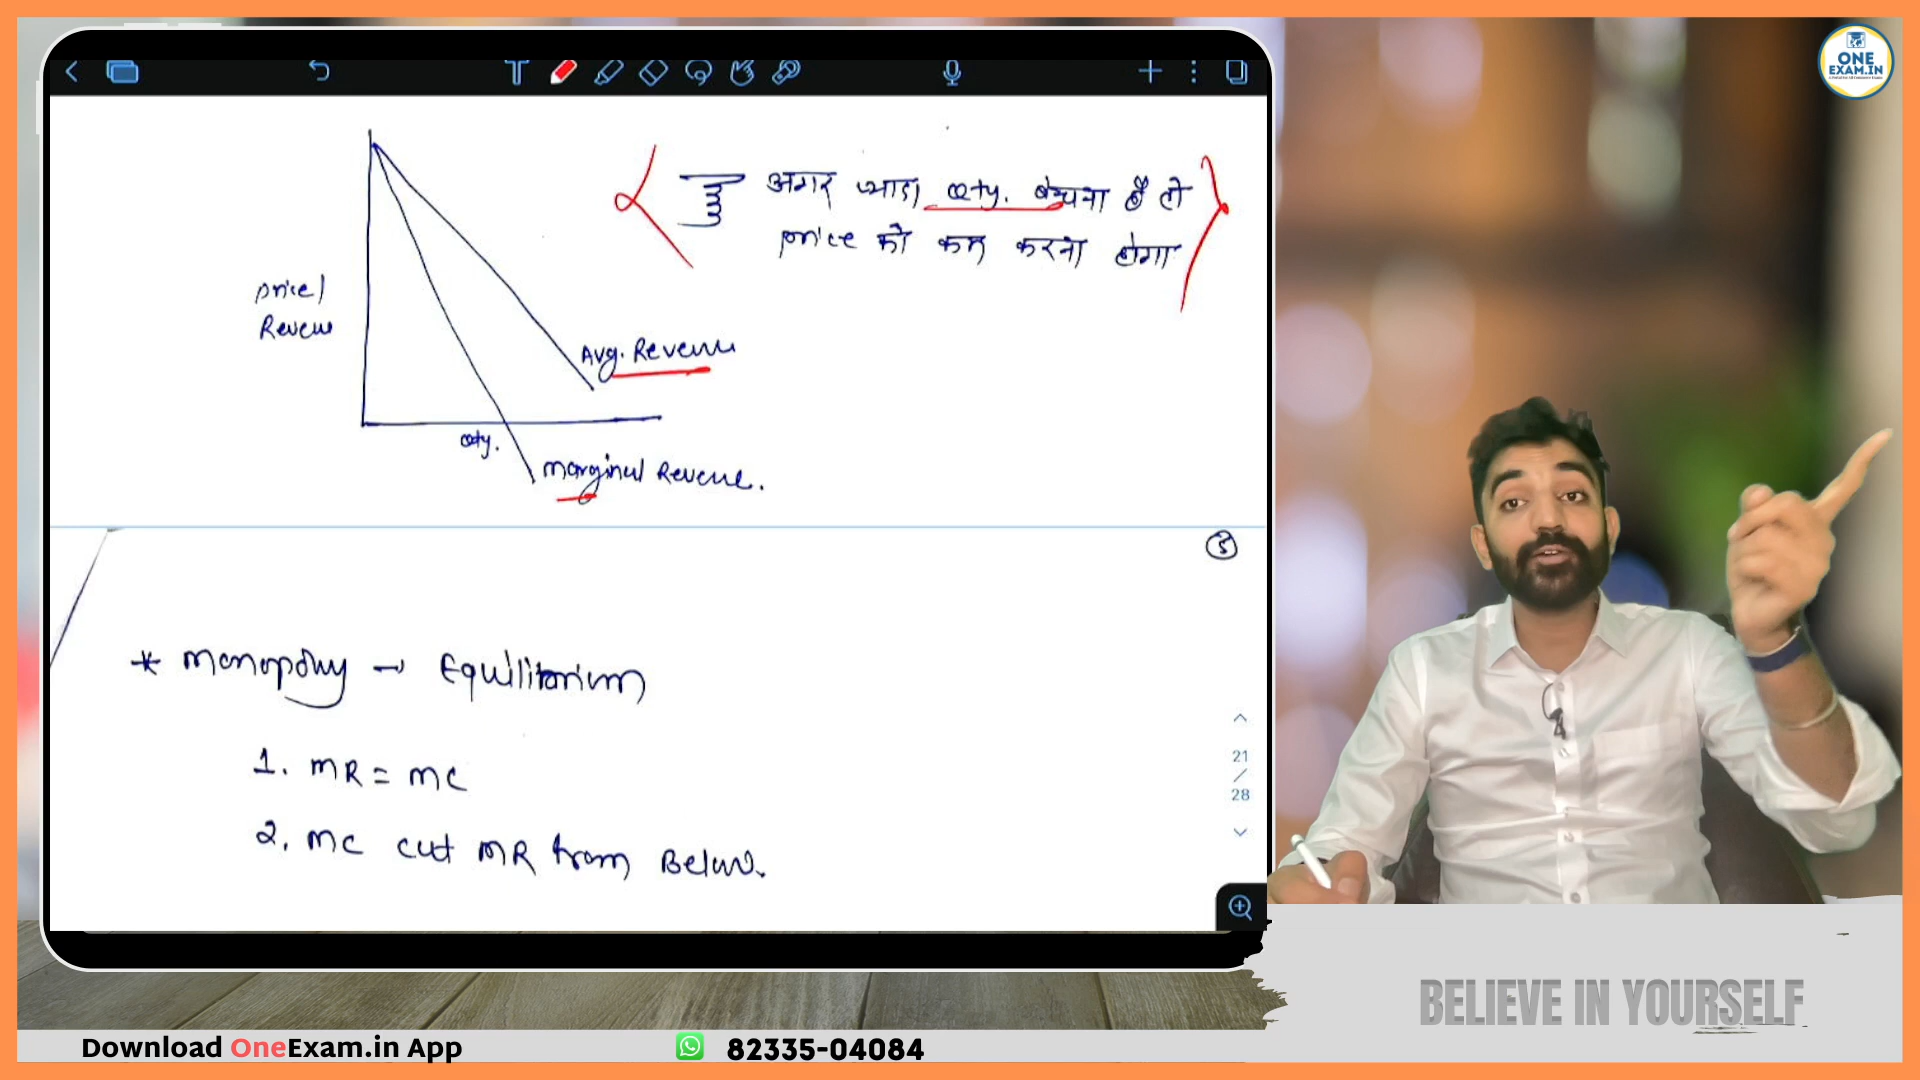 ONE
EXAM.IN
अगर ज्यादा Qty. बेचना है तो
price को कम करना होगा
price/
Revenue
Avg. Revenue
Qty.
marginal Revenue.
5
* monopoly → Equilibrium
1. MR = MC
2. MC cut MR from Below.
21
/
28
BELIEVE IN YOURSELF
Download OneExam.in App
82335-04084